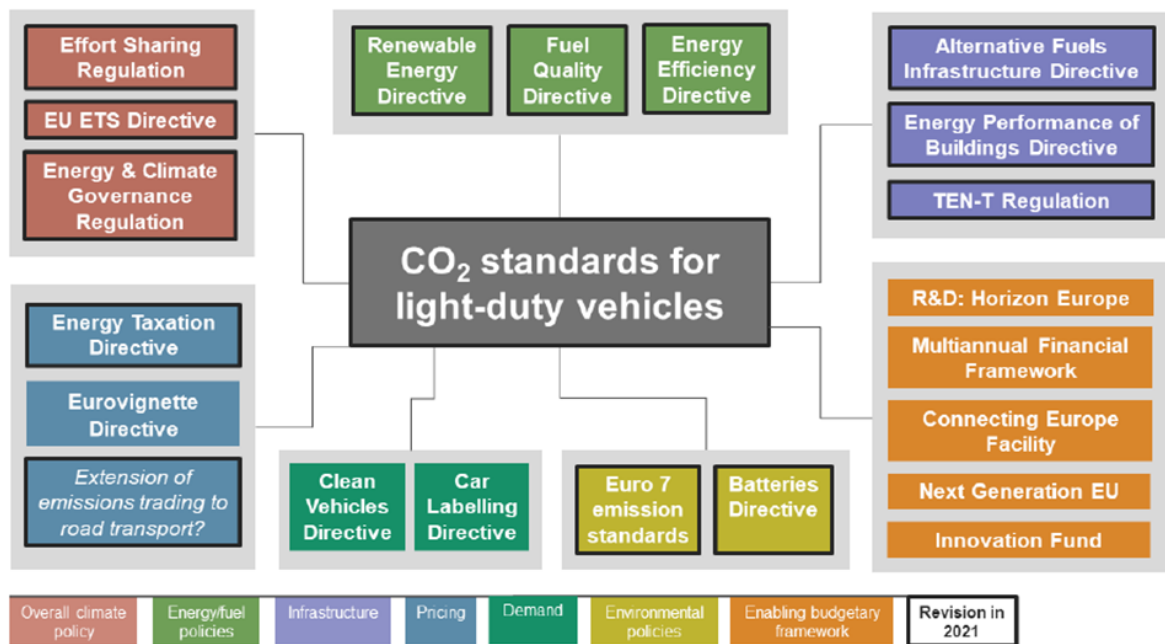 Effort Sharing
Regulation
EU ETS Directive
Energy & Climate
Governance
Regulation
Renewable
Energy
Directive
Fuel
Quality
Directive
Energy
Efficiency
Directive
Alternative Fuels
Infrastructure Directive
Energy Performance of
Buildings Directive
TEN-T Regulation
CO₂ standards for
light-duty vehicles
Energy Taxation
Directive
Eurovignette
Directive
Extension of
emissions trading to
road transport?
Clean
Vehicles
Directive
Car
Labelling
Directive
Euro 7
emission
standards
Batteries
Directive
R&D: Horizon Europe
Multiannual Financial
Framework
Connecting Europe
Facility
Next Generation EU
Innovation Fund
Overall climate
policy
Energy/fuel
policies
Infrastructure
Pricing
Demand
Environmental
policies
Enabling budgetary
framework
Revision in
2021